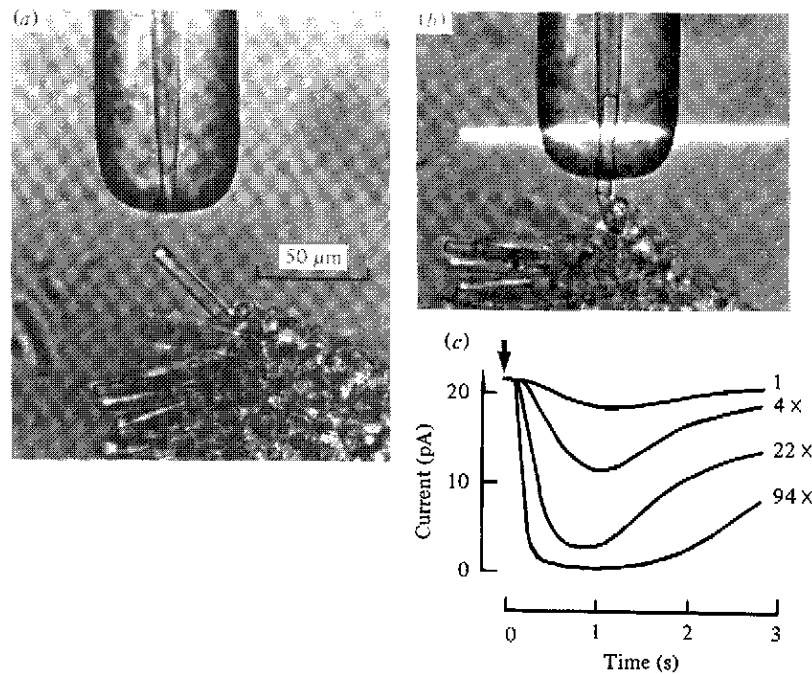 (a)
50 μm
(b)
(c)
20
10
0
Current (pA)
1
4 ×
22 ×
94 ×
0 1 2 3
Time (s)